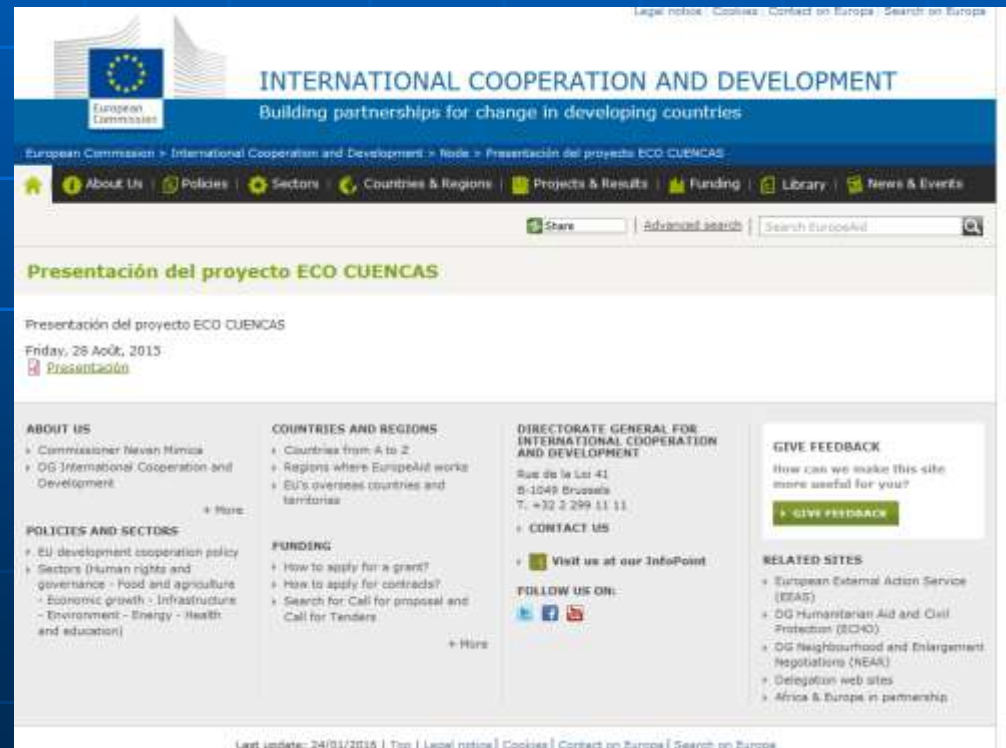 Legal notice | Cookies | Contact on Europa | Search on Europa
European
Commission
INTERNATIONAL COOPERATION AND DEVELOPMENT
Building partnerships for change in developing countries
European Commission > International Cooperation and Development > Node > Presentación del proyecto ECO CUENCAS
About Us | Policies | Sectors | Countries & Regions | Projects & Results | Funding | Library | News & Events
Share | Advanced search | Search EuropeAid
Presentación del proyecto ECO CUENCAS
Presentación del proyecto ECO CUENCAS
Friday, 28 Août, 2015
Presentación
ABOUT US
Commissioner Neven Mimica
DG International Cooperation and
Development
+ More
POLICIES AND SECTORS
EU development cooperation policy
Sectors (Human rights and
governance - Food and agriculture
- Economic growth - Infrastructure
- Environment - Energy - Health
and education)
COUNTRIES AND REGIONS
Countries from A to Z
Regions where EuropeAid works
EU's overseas countries and
territories
FUNDING
How to apply for a grant?
How to apply for contracts?
Search for Call for proposal and
Call for Tenders
+ More
DIRECTORATE GENERAL FOR
INTERNATIONAL COOPERATION
AND DEVELOPMENT
Rue de la Loi 41
B-1049 Brussels
T. +32 2 299 11 11
CONTACT US
Visit us at our InfoPoint
FOLLOW US ON:
GIVE FEEDBACK
How can we make this site
more useful for you?
GIVE FEEDBACK
RELATED SITES
European External Action Service
(EEAS)
DG Humanitarian Aid and Civil
Protection (ECHO)
DG Neighbourhood and Enlargement
Negotiations (NEAR)
Delegation web sites
Africa & Europe in partnership
Last update: 24/01/2016 | Top | Legal notice | Cookies | Contact on Europa | Search on Europa